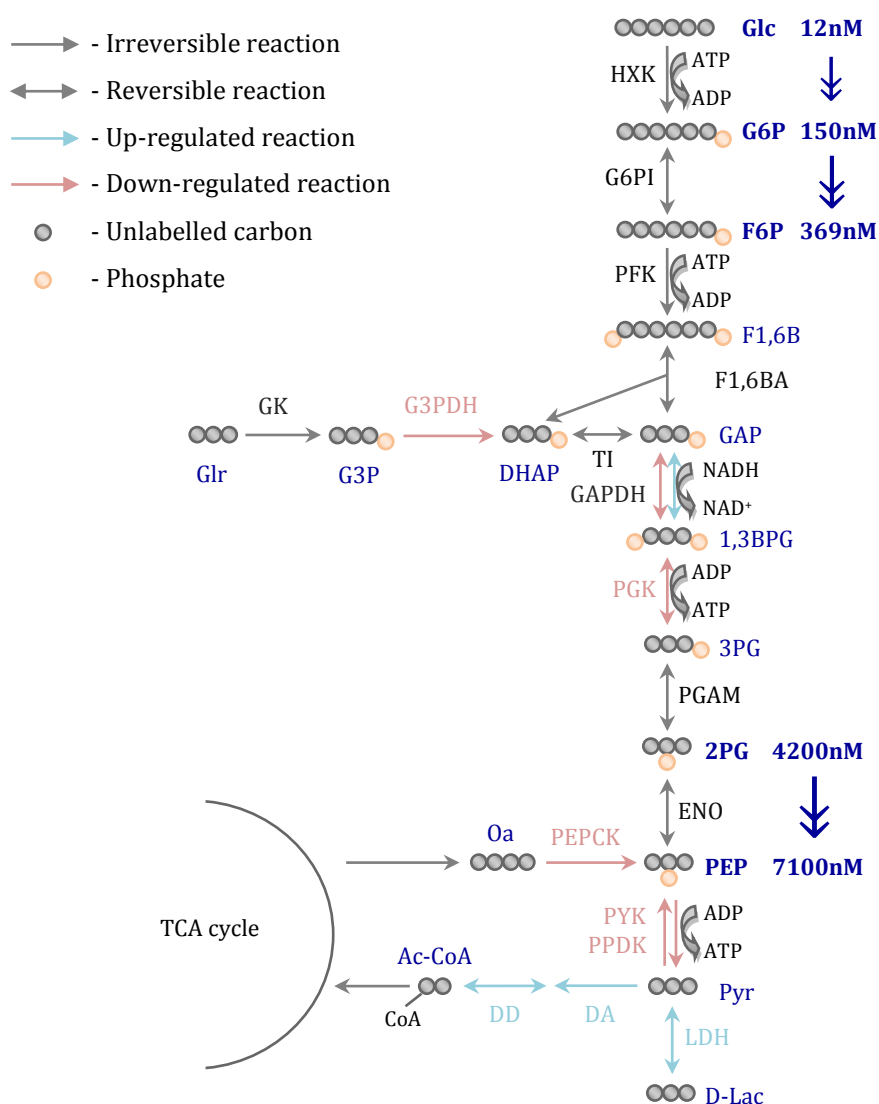 - Irreversible reaction
- Reversible reaction
- Up-regulated reaction
- Down-regulated reaction
- Unlabelled carbon
- Phosphate
Glc 12nM
HXK
ATP
ADP
G6P 150nM
G6PI
F6P 369nM
PFK
ATP
ADP
F1,6B
F1,6BA
GK
G3PDH
GAP
Glr
G3P
DHAP
TI
GAPDH
NADH
NAD⁺
1,3BPG
PGK
ADP
ATP
3PG
PGAM
2PG 4200nM
ENO
Oa
PEPCK
PEP 7100nM
TCA cycle
PYK
PPDK
ADP
ATP
Ac-CoA
CoA
DD
DA
Pyr
LDH
D-Lac